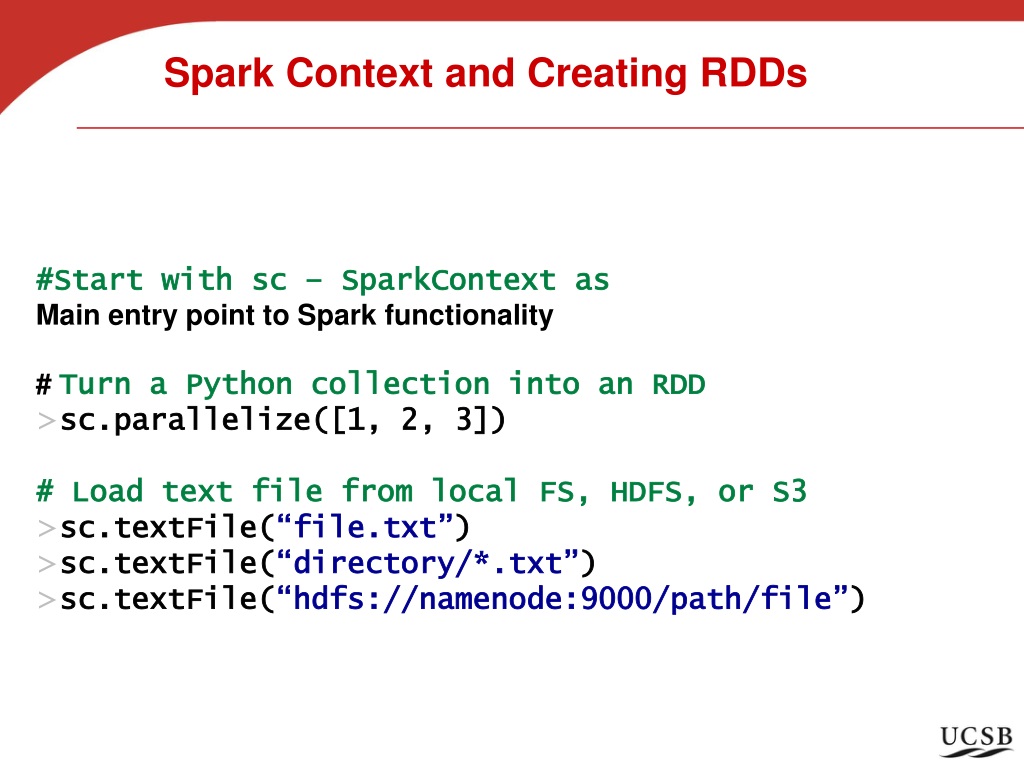 Spark Context and Creating RDDs
#Start with sc – SparkContext as
Main entry point to Spark functionality
# Turn a Python collection into an RDD
>sc.parallelize([1, 2, 3])
# Load text file from local FS, HDFS, or S3
>sc.textFile(“file.txt”)
>sc.textFile(“directory/*.txt”)
>sc.textFile(“hdfs://namenode:9000/path/file”)
UCSB